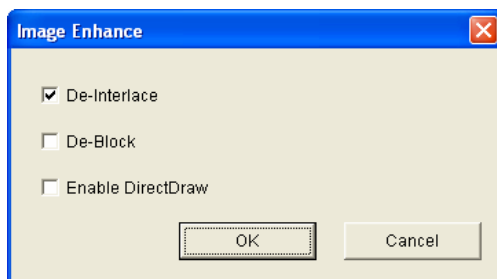 Image Enhance
De-Interlace
De-Block
Enable DirectDraw
OK Cancel